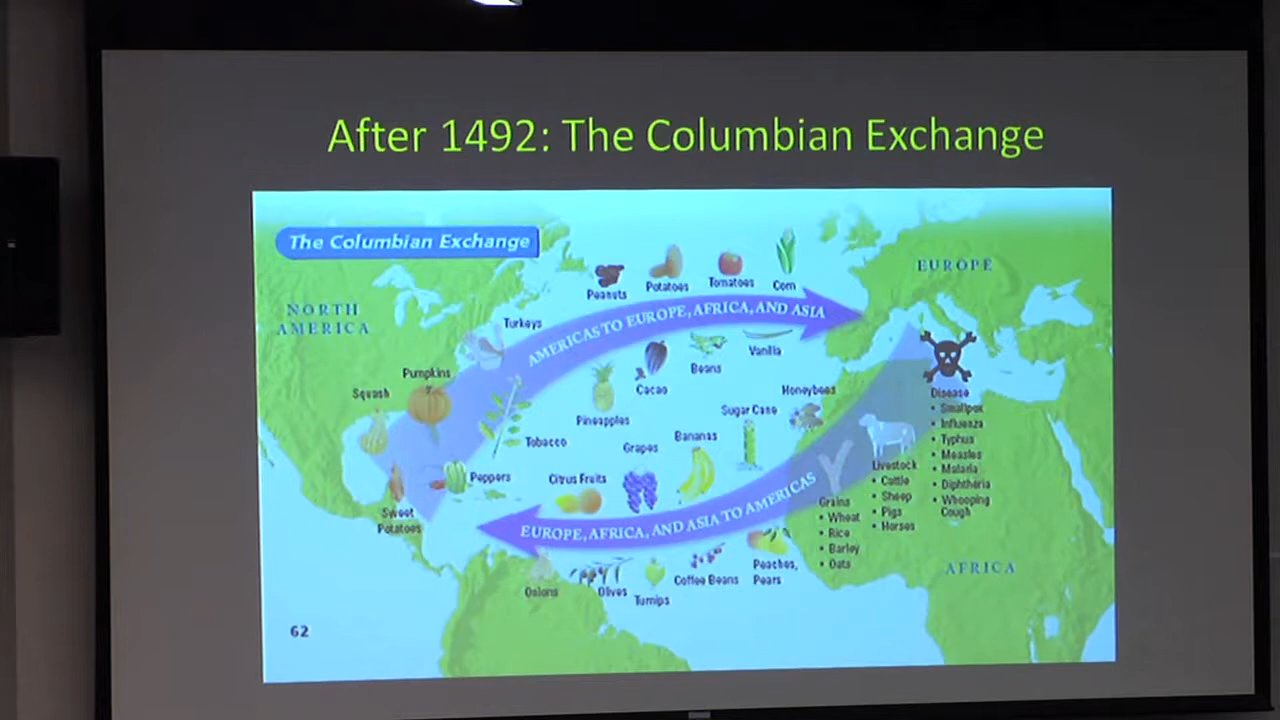 After 1492: The Columbian Exchange
The Columbian Exchange
NORTH
AMERICA
EUROPE
AFRICA
Peanuts
Potatoes
Tomatoes
Corn
AMERICAS TO EUROPE, AFRICA, AND ASIA
Turkeys
Pumpkins
Squash
Vanilla
Beans
Cacao
Pineapples
Tobacco
Peppers
Sweet
Potatoes
Honeybees
Sugar Cane
Bananas
Grapes
Citrus Fruits
EUROPE, AFRICA, AND ASIA TO AMERICAS
Onions
Olives
Turnips
Coffee Beans
Peaches,
Pears
Grains
• Wheat
• Rice
• Barley
• Oats
Livestock
• Cattle
• Sheep
• Pigs
• Horses
Disease
• Smallpox
• Influenza
• Typhus
• Measles
• Malaria
• Diphtheria
• Whooping
Cough
62